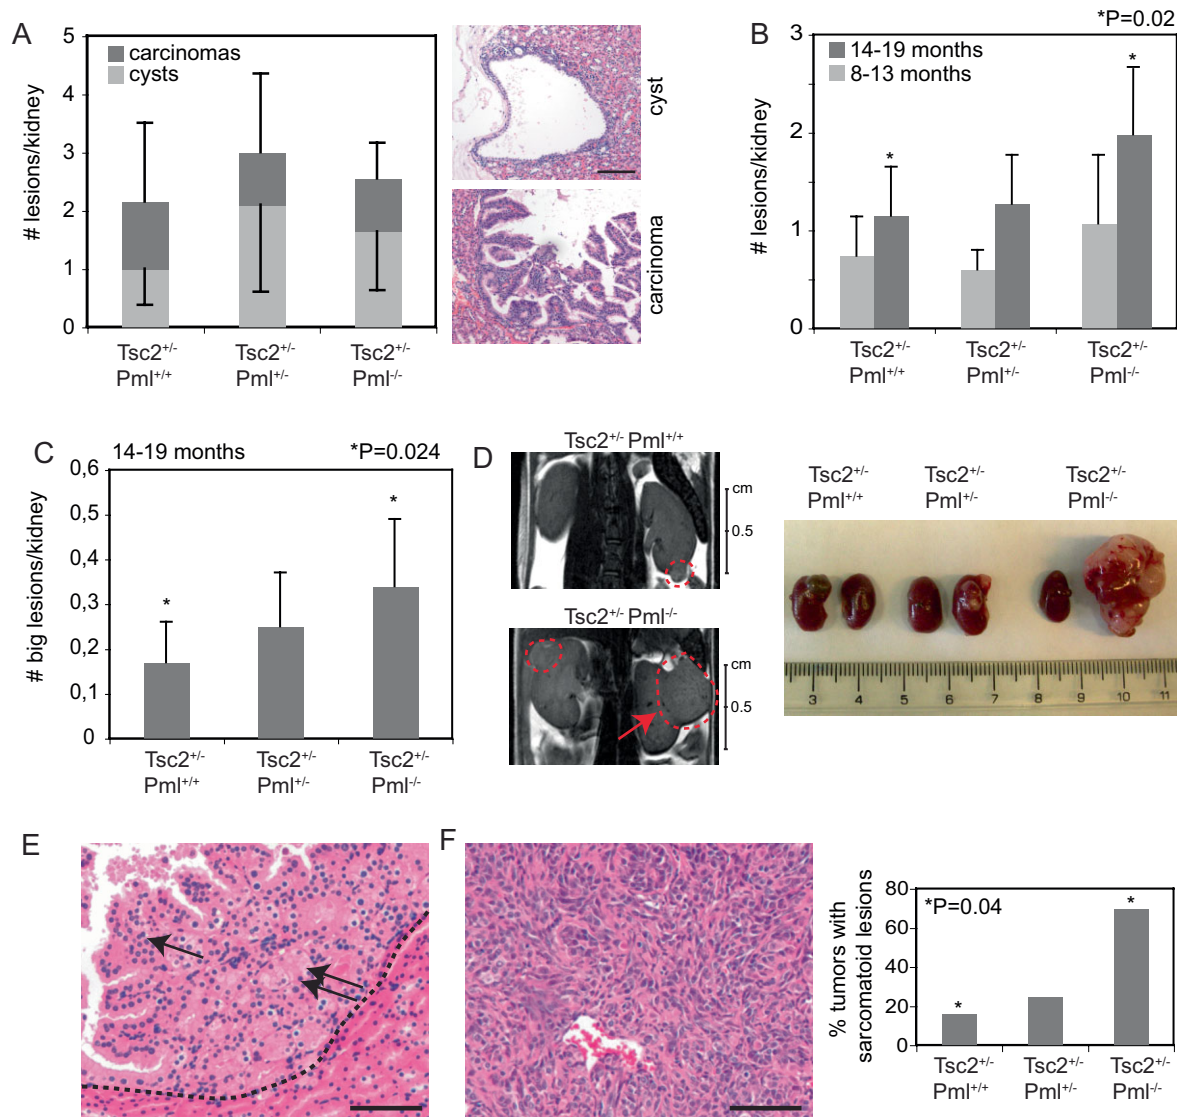 A
5
4
3
2
1
0
# lesions/kidney
carcinomas
cysts
Tsc2+/-
Pml+/+
Tsc2+/-
Pml+/-
Tsc2+/-
Pml-/-
cyst
carcinoma
B
*P=0.02
3
2
1
0
# lesions/kidney
14-19 months
8-13 months
*
*
Tsc2+/-
Pml+/+
Tsc2+/-
Pml+/-
Tsc2+/-
Pml-/-
C
14-19 months
*P=0.024
0,6
0,5
0,4
0,3
0,2
0,1
0
# big lesions/kidney
*
*
Tsc2+/-
Pml+/+
Tsc2+/-
Pml+/-
Tsc2+/-
Pml-/-
D
Tsc2+/- Pml+/+
cm
0.5
Tsc2+/- Pml-/-
cm
0.5
Tsc2+/-
Pml+/+
Tsc2+/-
Pml+/-
Tsc2+/-
Pml-/-
3 4 5 6 7 8 9 10 11
E
F
80
60
40
20
0
% tumors with
sarcomatoid lesions
*P=0.04
*
*
Tsc2+/-
Pml+/+
Tsc2+/-
Pml+/-
Tsc2+/-
Pml-/-